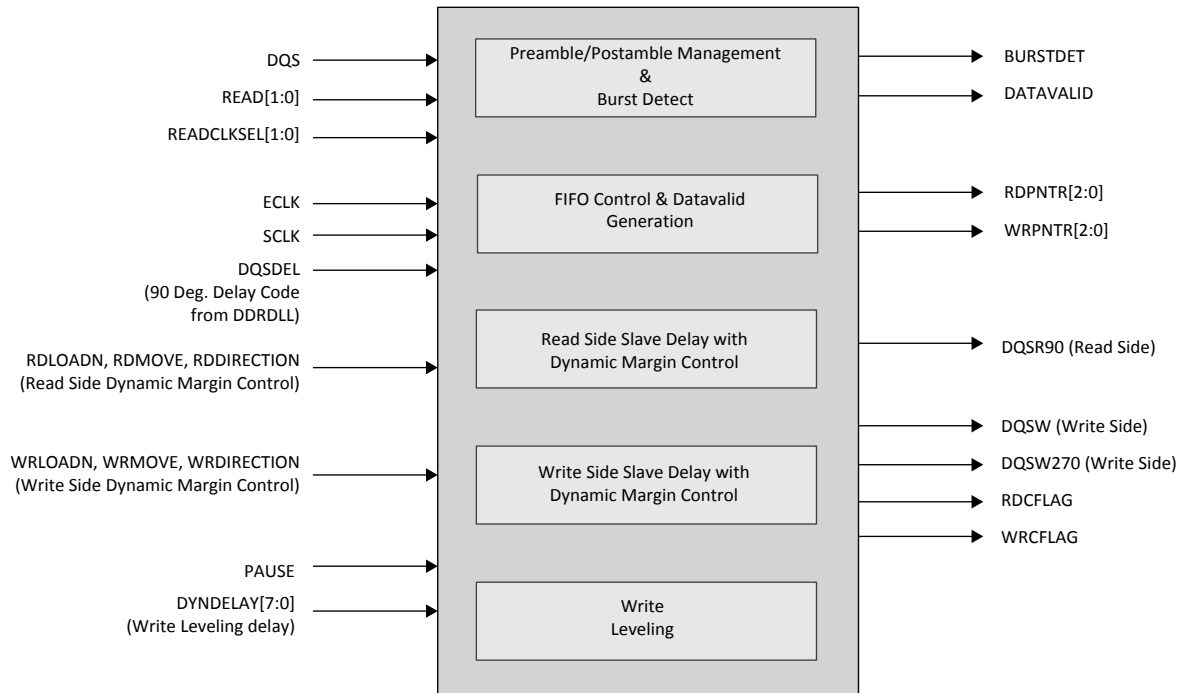 DQS
READ[1:0]
READCLKSEL[1:0]
ECLK
SCLK
DQSDEL
(90 Deg. Delay Code
from DDRDLL)
RDLOADN, RDMOVE, RDDIRECTION
(Read Side Dynamic Margin Control)
WRLOADN, WRMOVE, WRDIRECTION
(Write Side Dynamic Margin Control)
PAUSE
DYNDELAY[7:0]
(Write Leveling delay)
Preamble/Postamble Management
&
Burst Detect
FIFO Control & Datavalid
Generation
Read Side Slave Delay with
Dynamic Margin Control
Write Side Slave Delay with
Dynamic Margin Control
Write
Leveling
BURSTDET
DATAVALID
RDPNTR[2:0]
WRPNTR[2:0]
DQSR90 (Read Side)
DQSW (Write Side)
DQSW270 (Write Side)
RDCFLAG
WRCFLAG